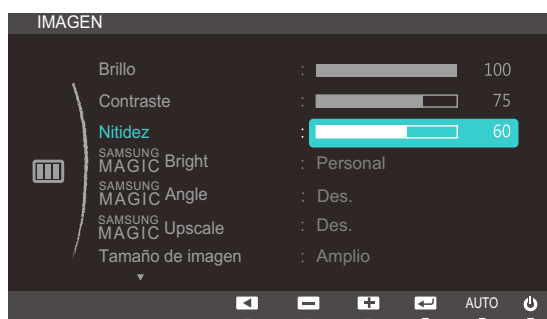 IMAGEN
Brillo : 100
Contraste : 75
Nitidez : 60
SAMSUNG MAGIC Bright : Personal
SAMSUNG MAGIC Angle : Des.
SAMSUNG MAGIC Upscale : Des.
Tamaño de imagen : Amplio
AUTO